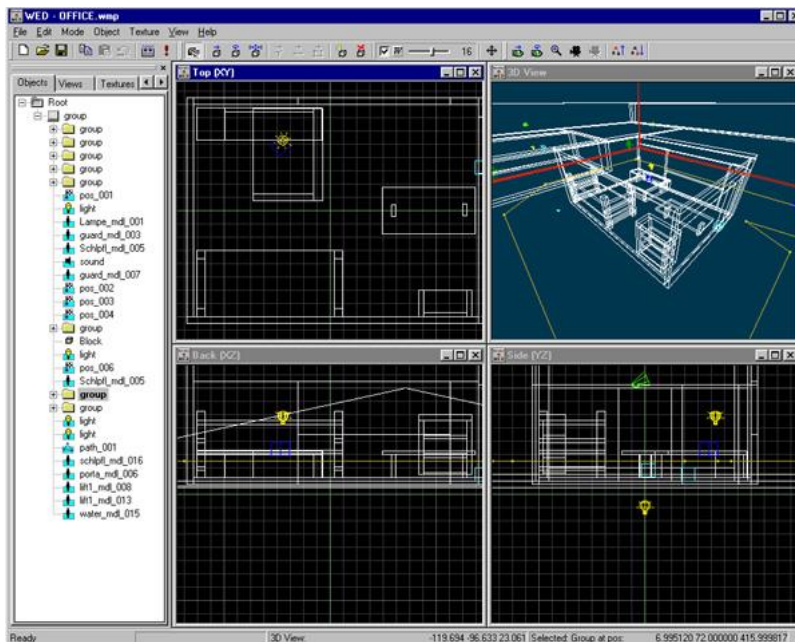 WED - OFFICE.wmp
File Edit Mode Object Texture View Help
16
Objects Views Textures
Root
group
group
group
group
group
group
pos_001
light
Lampe_mdl_001
guard_mdl_003
Schlpfl_mdl_005
sound
guard_mdl_007
pos_002
pos_003
pos_004
group
Block
light
pos_006
Schlpfl_mdl_005
group
group
light
light
path_001
schlpfl_mdl_016
porta_mdl_006
lift1_mdl_008
lift1_mdl_013
water_mdl_015
Top (XY)
3D View
Back (XZ)
Side (YZ)
Ready
3D View:
-119.694 -96.633 23.061
Selected: Group at pos:
6.995120 72.000000 415.999817